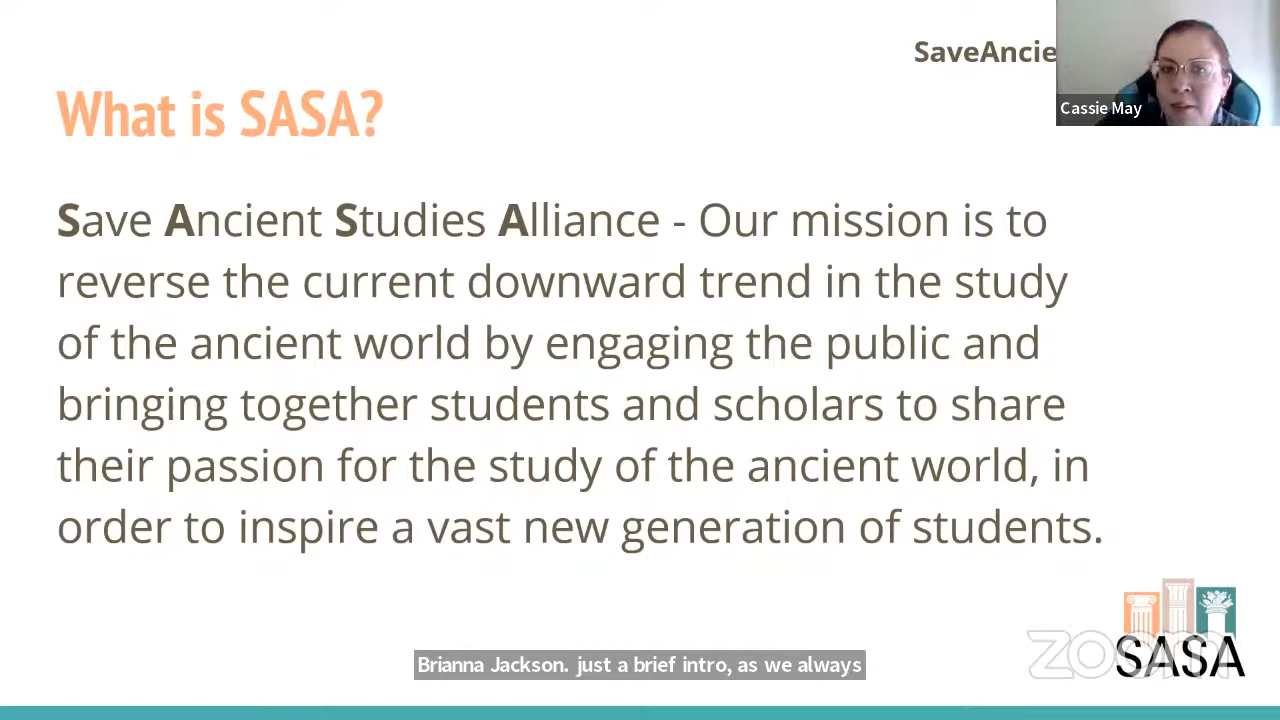 SaveAncie
Cassie May
What is SASA?
Save Ancient Studies Alliance - Our mission is to
reverse the current downward trend in the study
of the ancient world by engaging the public and
bringing together students and scholars to share
their passion for the study of the ancient world, in
order to inspire a vast new generation of students.
zoom
SASA
Brianna Jackson. just a brief intro, as we always